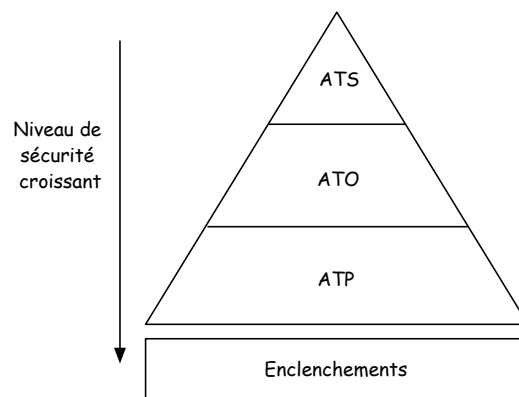 ATS
Niveau de
sécurité
croissant
ATO
ATP
Enclenchements